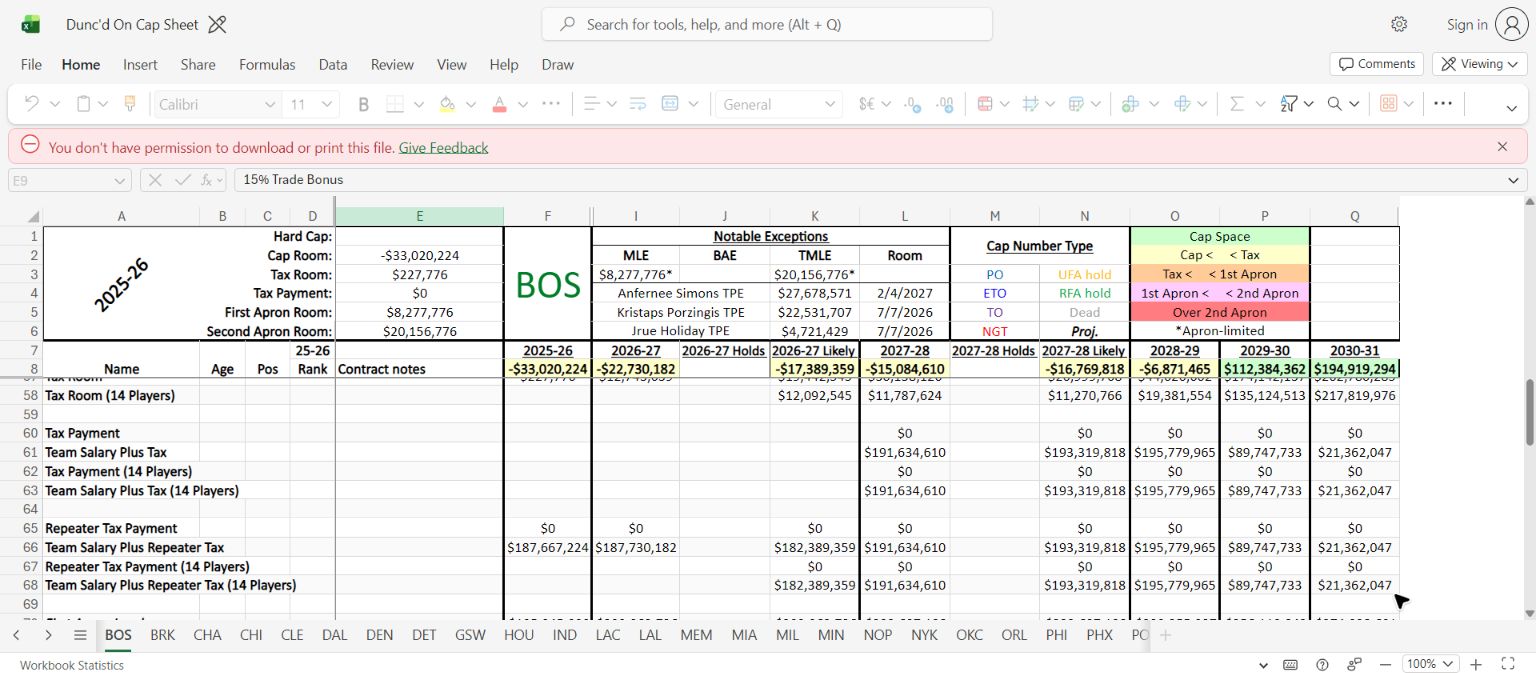 Dunc'd On Cap Sheet
Search for tools, help, and more (Alt + Q)
Sign in
File Home Insert Share Formulas Data Review View Help Draw
Comments Viewing
Calibri 11 B General $€
You don't have permission to download or print this file. Give Feedback
E9 fx 15% Trade Bonus
A B C D E F I J K L M N O P Q
1 Hard Cap: Notable Exceptions Cap Space
2 Cap Room: -$33,020,224 MLE BAE TMLE Room Cap Number Type Cap < < Tax
3 2025-26 Tax Room: $227,776 BOS $8,277,776* $20,156,776* PO UFA hold Tax < < 1st Apron
4 Tax Payment: $0 Anfernee Simons TPE $27,678,571 2/4/2027 ETO RFA hold 1st Apron < < 2nd Apron
5 First Apron Room: $8,277,776 Kristaps Porzingis TPE $22,531,707 7/7/2026 TO Dead Over 2nd Apron
6 Second Apron Room: $20,156,776 Jrue Holiday TPE $4,721,429 7/7/2026 NGT Proj. *Apron-limited
7 25-26 2025-26 2026-27 2026-27 Holds 2026-27 Likely 2027-28 2027-28 Holds 2027-28 Likely 2028-29 2029-30 2030-31
8 Name Age Pos Rank Contract notes -$33,020,224 -$22,730,182 -$17,389,359 -$15,084,610 -$16,769,818 -$6,871,465 $112,384,362 $194,919,294
58 Tax Room (14 Players) $12,092,545 $11,787,624 $11,270,766 $19,381,554 $135,124,513 $217,819,976
59
60 Tax Payment $0 $0 $0 $0 $0
61 Team Salary Plus Tax $191,634,610 $193,319,818 $195,779,965 $89,747,733 $21,362,047
62 Tax Payment (14 Players) $0 $0 $0 $0 $0
63 Team Salary Plus Tax (14 Players) $191,634,610 $193,319,818 $195,779,965 $89,747,733 $21,362,047
64
65 Repeater Tax Payment $0 $0 $0 $0 $0 $0 $0 $0
66 Team Salary Plus Repeater Tax $187,667,224 $187,730,182 $182,389,359 $191,634,610 $193,319,818 $195,779,965 $89,747,733 $21,362,047
67 Repeater Tax Payment (14 Players) $0 $0 $0 $0 $0 $0
68 Team Salary Plus Repeater Tax (14 Players) $182,389,359 $191,634,610 $193,319,818 $195,779,965 $89,747,733 $21,362,047
69
BOS BRK CHA CHI CLE DAL DEN DET GSW HOU IND LAC LAL MEM MIA MIL MIN NOP NYK OKC ORL PHI PHX PO
Workbook Statistics 100%